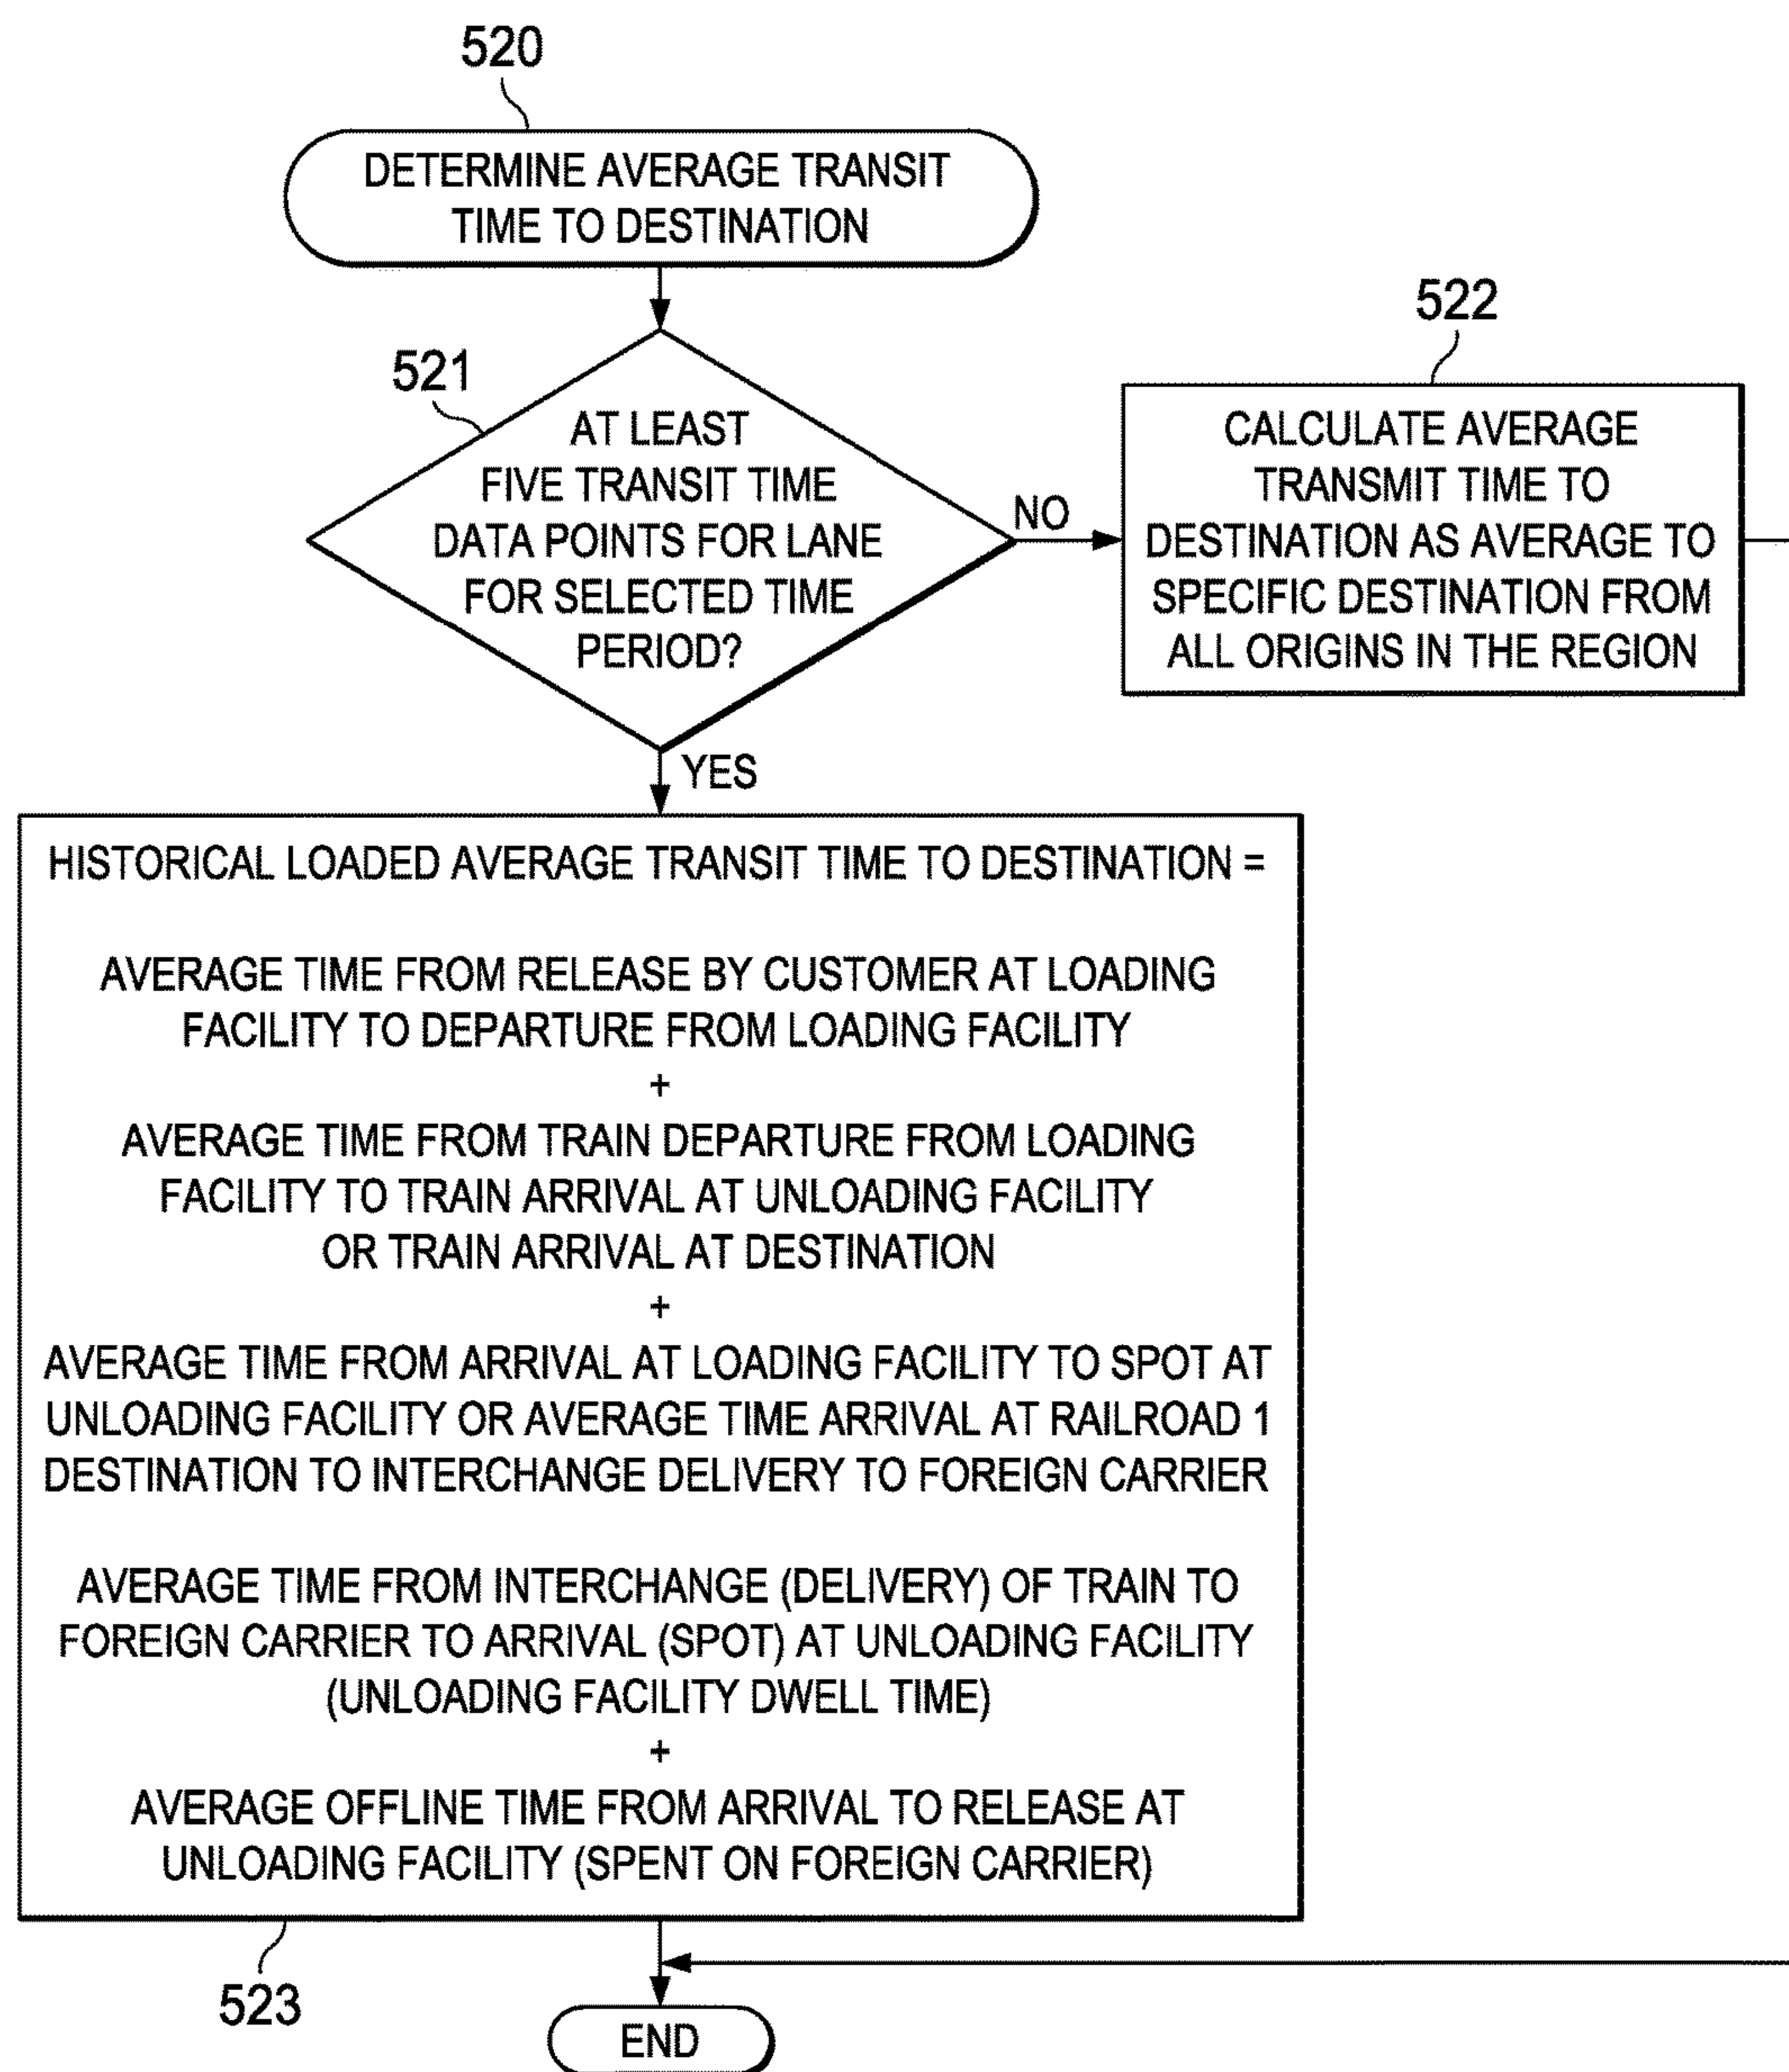 520
DETERMINE AVERAGE TRANSIT
TIME TO DESTINATION
521
AT LEAST
FIVE TRANSIT TIME
DATA POINTS FOR LANE
FOR SELECTED TIME
PERIOD?
NO
522
CALCULATE AVERAGE
TRANSMIT TIME TO
DESTINATION AS AVERAGE TO
SPECIFIC DESTINATION FROM
ALL ORIGINS IN THE REGION
YES
HISTORICAL LOADED AVERAGE TRANSIT TIME TO DESTINATION =
AVERAGE TIME FROM RELEASE BY CUSTOMER AT LOADING
FACILITY TO DEPARTURE FROM LOADING FACILITY
+
AVERAGE TIME FROM TRAIN DEPARTURE FROM LOADING
FACILITY TO TRAIN ARRIVAL AT UNLOADING FACILITY
OR TRAIN ARRIVAL AT DESTINATION
+
AVERAGE TIME FROM ARRIVAL AT LOADING FACILITY TO SPOT AT
UNLOADING FACILITY OR AVERAGE TIME ARRIVAL AT RAILROAD 1
DESTINATION TO INTERCHANGE DELIVERY TO FOREIGN CARRIER
AVERAGE TIME FROM INTERCHANGE (DELIVERY) OF TRAIN TO
FOREIGN CARRIER TO ARRIVAL (SPOT) AT UNLOADING FACILITY
(UNLOADING FACILITY DWELL TIME)
+
AVERAGE OFFLINE TIME FROM ARRIVAL TO RELEASE AT
UNLOADING FACILITY (SPENT ON FOREIGN CARRIER)
523
END